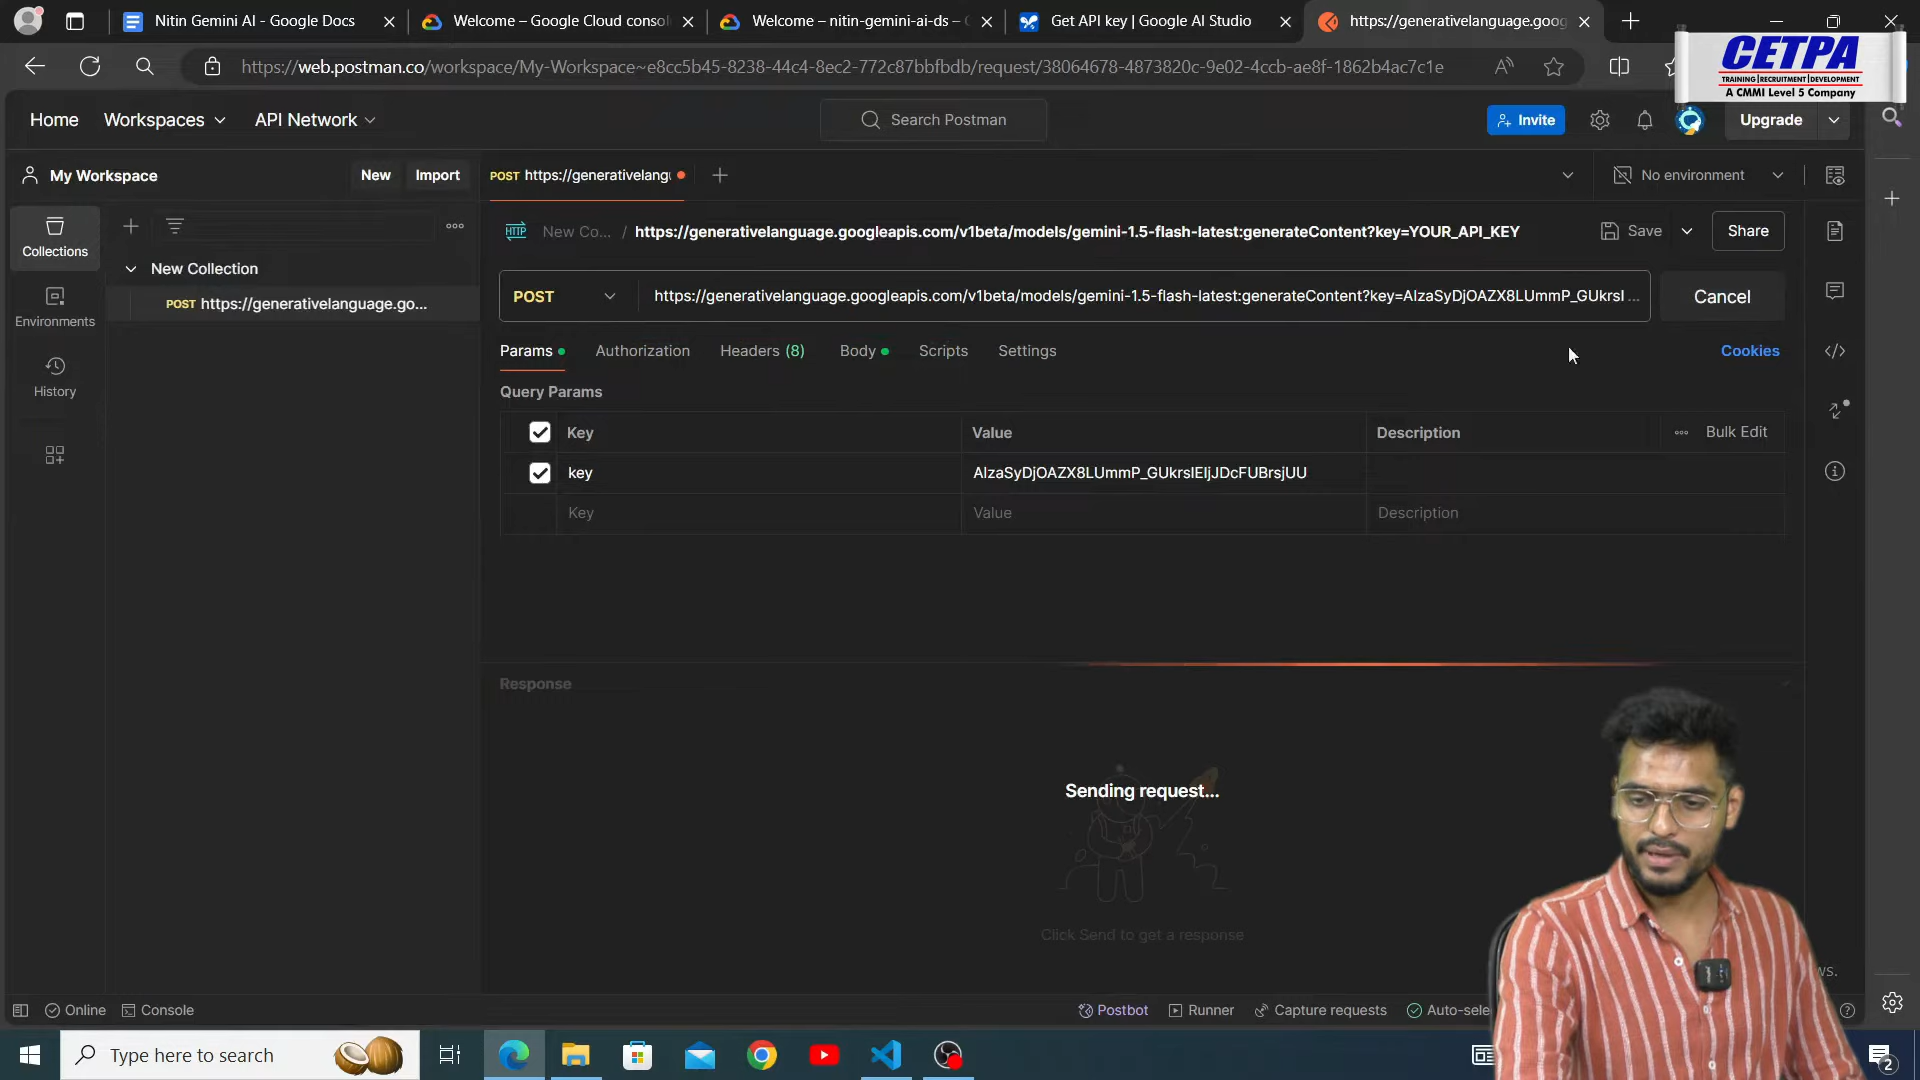 Nitin Gemini AI - Google Docs
Welcome – Google Cloud consol
Welcome – nitin-gemini-ai-ds –
Get API key | Google AI Studio
https://generativelanguage.goog
https://web.postman.co/workspace/My-Workspace~e8cc5b45-8238-44c4-8ec2-772c87bbfbdb/request/38064678-4873820c-9e02-4ccb-ae8f-1862b4ac7c1e
CETPA
TRAINING|RECRUITMENT|DEVELOPMENT
A CMMI Level 5 Company
Home Workspaces API Network Search Postman Invite Upgrade
My Workspace New Import
POST https://generativelang No environment
Collections
HTTP New Co... / https://generativelanguage.googleapis.com/v1beta/models/gemini-1.5-flash-latest:generateContent?key=YOUR_API_KEY Save Share
New Collection
POST https://generativelanguage.go...
POST https://generativelanguage.googleapis.com/v1beta/models/gemini-1.5-flash-latest:generateContent?key=AIzaSyDjOAZX8LUmmP_GUkrsI... Cancel
Environments
Params Authorization Headers (8) Body Scripts Settings Cookies
History
Query Params
Key Value Description Bulk Edit
key AIzaSyDjOAZX8LUmmP_GUkrsIEIjJDcFUBrsjUU
Key Value Description
Response
Sending request...
Click Send to get a response
Online Console Postbot Runner Capture requests Auto-sele
Type here to search
2